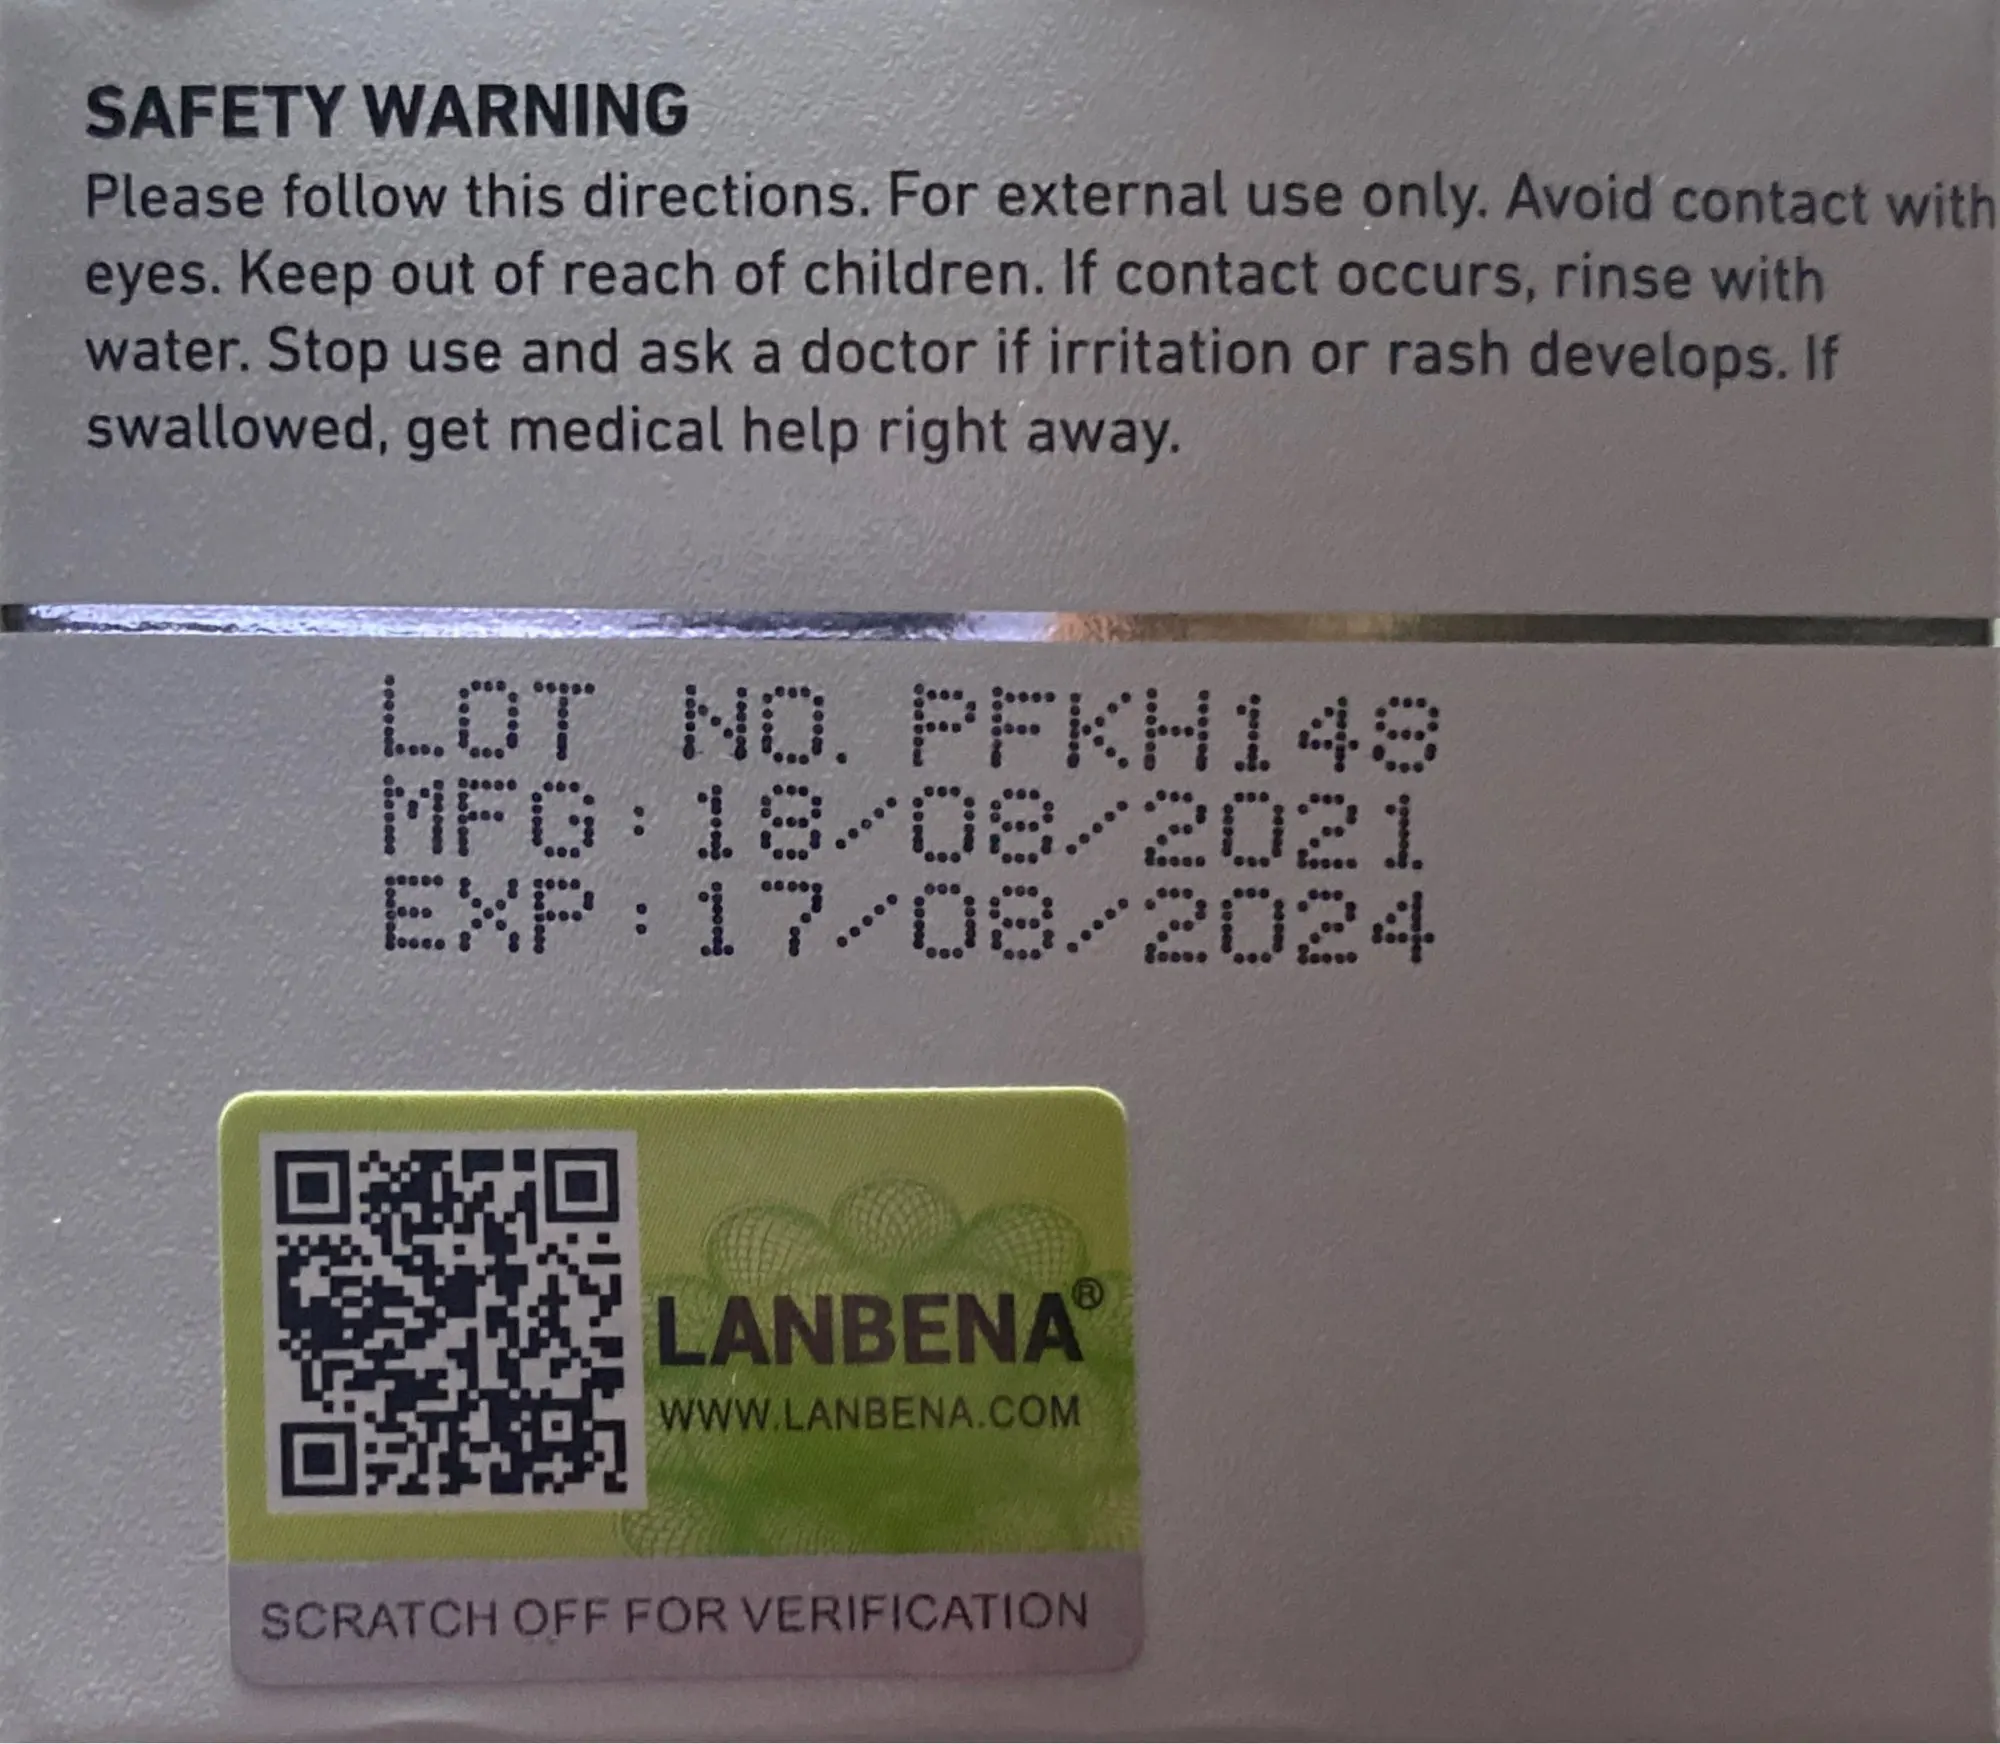 SAFETY WARNING
Please follow this directions. For external use only. Avoid contact with
eyes. Keep out of reach of children. If contact occurs, rinse with
water. Stop use and ask a doctor if irritation or rash develops. If
swallowed, get medical help right away.
LOT NO. PFKH148
MFG:18/08/2021
EXP:17/08/2024
LANBENA®
WWW.LANBENA.COM
SCRATCH OFF FOR VERIFICATION